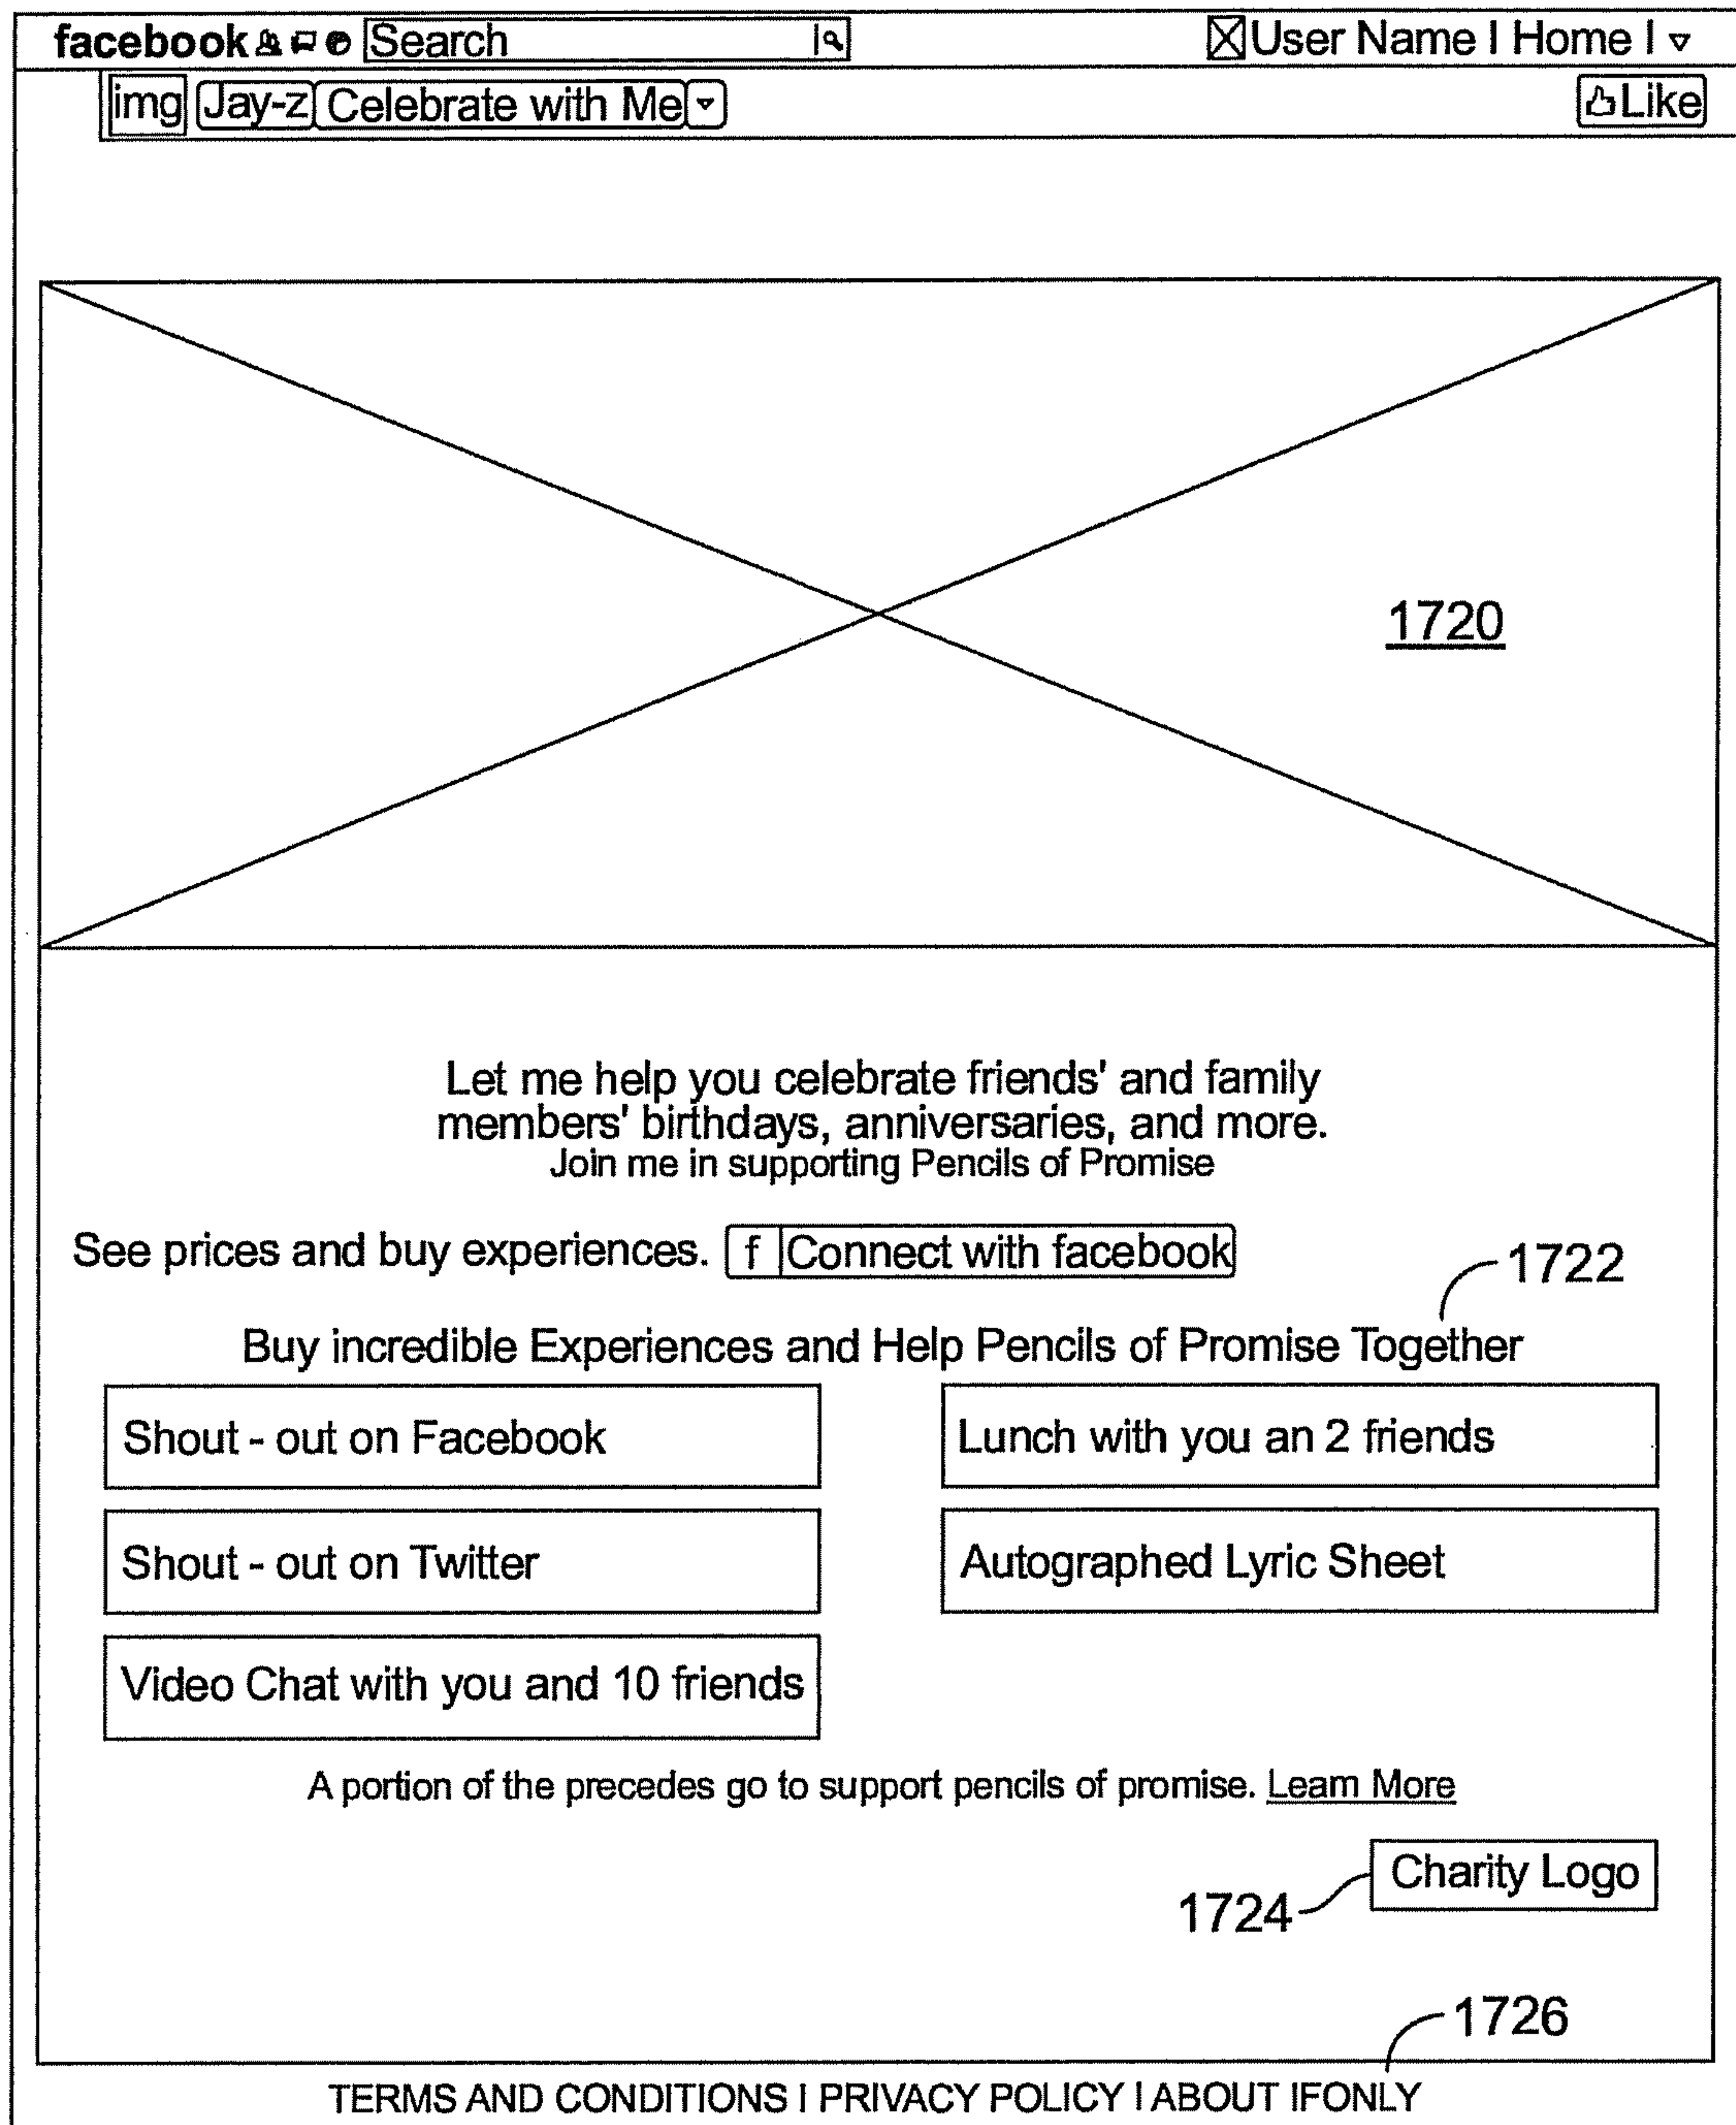 facebook Search User Name | Home |
img Jay-z Celebrate with Me Like
1720
Let me help you celebrate friends' and family
members' birthdays, anniversaries, and more.
Join me in supporting Pencils of Promise
See prices and buy experiences. f Connect with facebook
1722
Buy incredible Experiences and Help Pencils of Promise Together
Shout - out on Facebook
Lunch with you an 2 friends
Shout - out on Twitter
Autographed Lyric Sheet
Video Chat with you and 10 friends
A portion of the precedes go to support pencils of promise. Learn More
Charity Logo
1724
1726
TERMS AND CONDITIONS | PRIVACY POLICY | ABOUT IFONLY